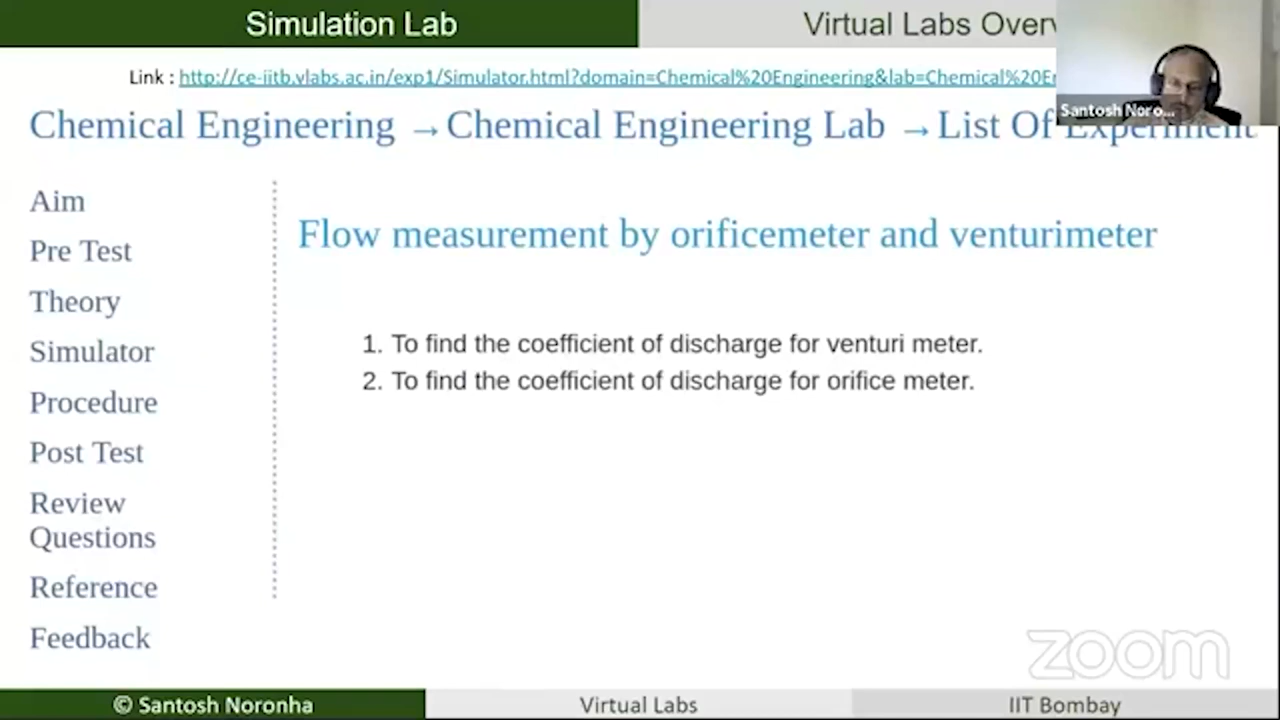 Simulation Lab
Virtual Labs
Link : http://ce-iitb.vlabs.ac.in/exp1/Simulator.html?domain=Chemical%20Engineering&lab=Chemical%20
Santosh Noro...
Chemical Engineering → Chemical Engineering Lab → List Of Experiment
Aim
Pre Test
Theory
Simulator
Procedure
Post Test
Review
Questions
Reference
Feedback
Flow measurement by orificemeter and venturimeter
1. To find the coefficient of discharge for venturi meter.
2. To find the coefficient of discharge for orifice meter.
zoom
© Santosh Noronha
Virtual Labs
IIT Bombay